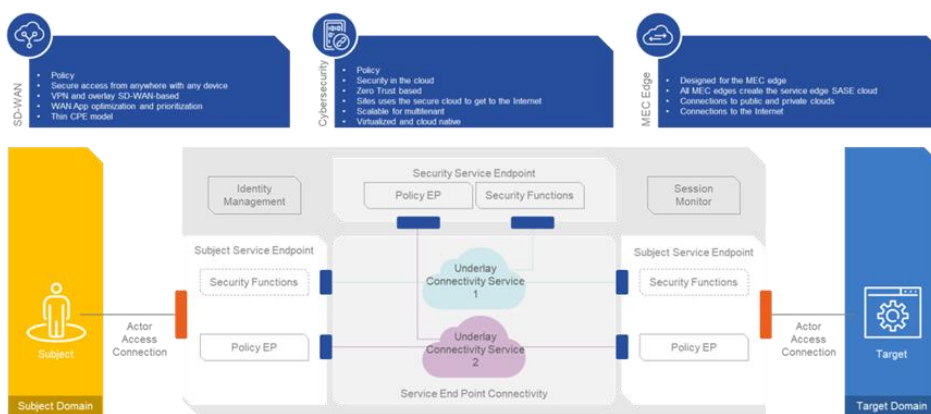 SD-WAN
• Policy
• Secure access from anywhere with any device
• VPN and overlay SD-WAN-based
• WAN App optimization and prioritization
• Thin CPE model
Cybersecurity
• Policy
• Security in the cloud
• Zero Trust based
• Sites uses the secure cloud to get to the Internet
• Scalable for multitenant
• Virtualized and cloud native
MEC Edge
• Designed for the MEC edge
• All MEC edges create the service edge SASE cloud
• Connections to public and private clouds
• Connections to the Internet
Subject
Subject Domain
Actor
Access
Connection
Identity
Management
Subject Service Endpoint
Security Functions
Policy EP
Security Service Endpoint
Policy EP
Security Functions
Underlay
Connectivity Service
1
Underlay
Connectivity Service
2
Service End Point Connectivity
Session
Monitor
Subject Service Endpoint
Security Functions
Policy EP
Actor
Access
Connection
Target
Target Domain